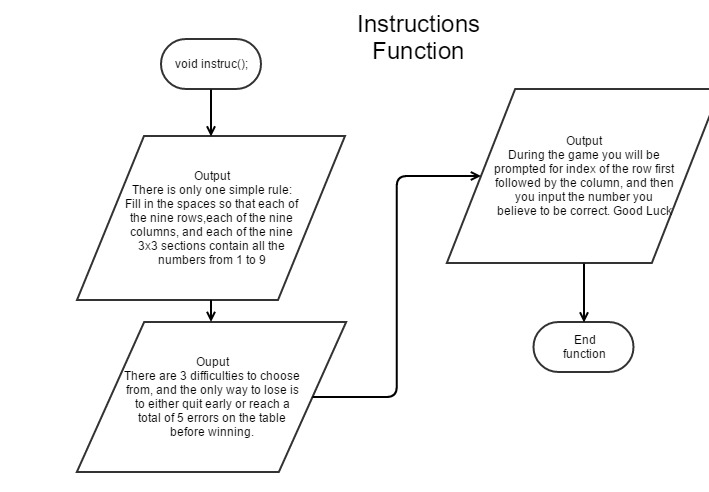 Instructions
Function
void instruc();
Output
There is only one simple rule:
Fill in the spaces so that each of
the nine rows,each of the nine
columns, and each of the nine
3x3 sections contain all the
numbers from 1 to 9
Ouput
There are 3 difficulties to choose
from, and the only way to lose is
to either quit early or reach a
total of 5 errors on the table
before winning.
Output
During the game you will be
prompted for index of the row first
followed by the column, and then
you input the number you
believe to be correct. Good Luck
End
function